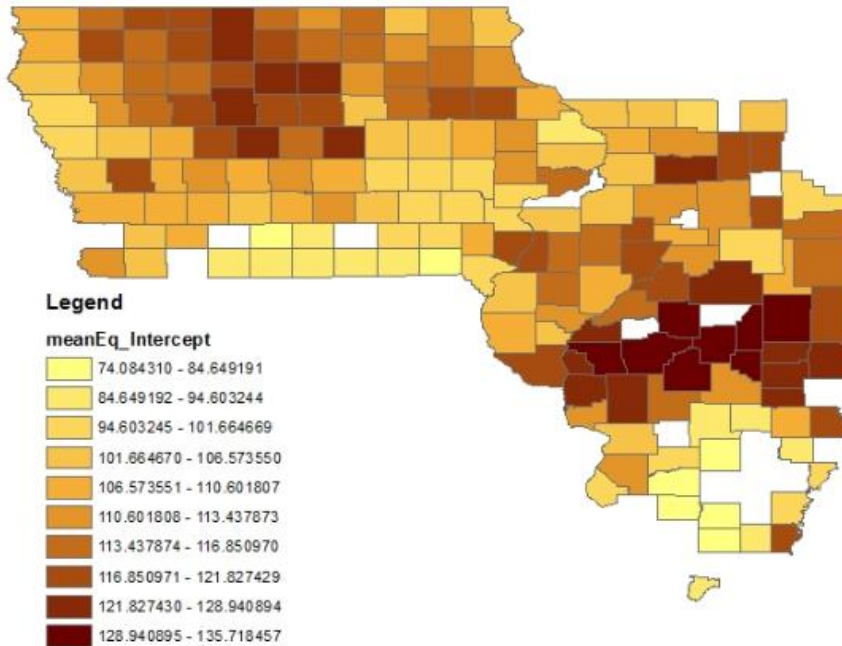 Legend
meanEq_Intercept
74.084310 - 84.649191
84.649192 - 94.603244
94.603245 - 101.664669
101.664670 - 106.573550
106.573551 - 110.601807
110.601808 - 113.437873
113.437874 - 116.850970
116.850971 - 121.827429
121.827430 - 128.940894
128.940895 - 135.718457